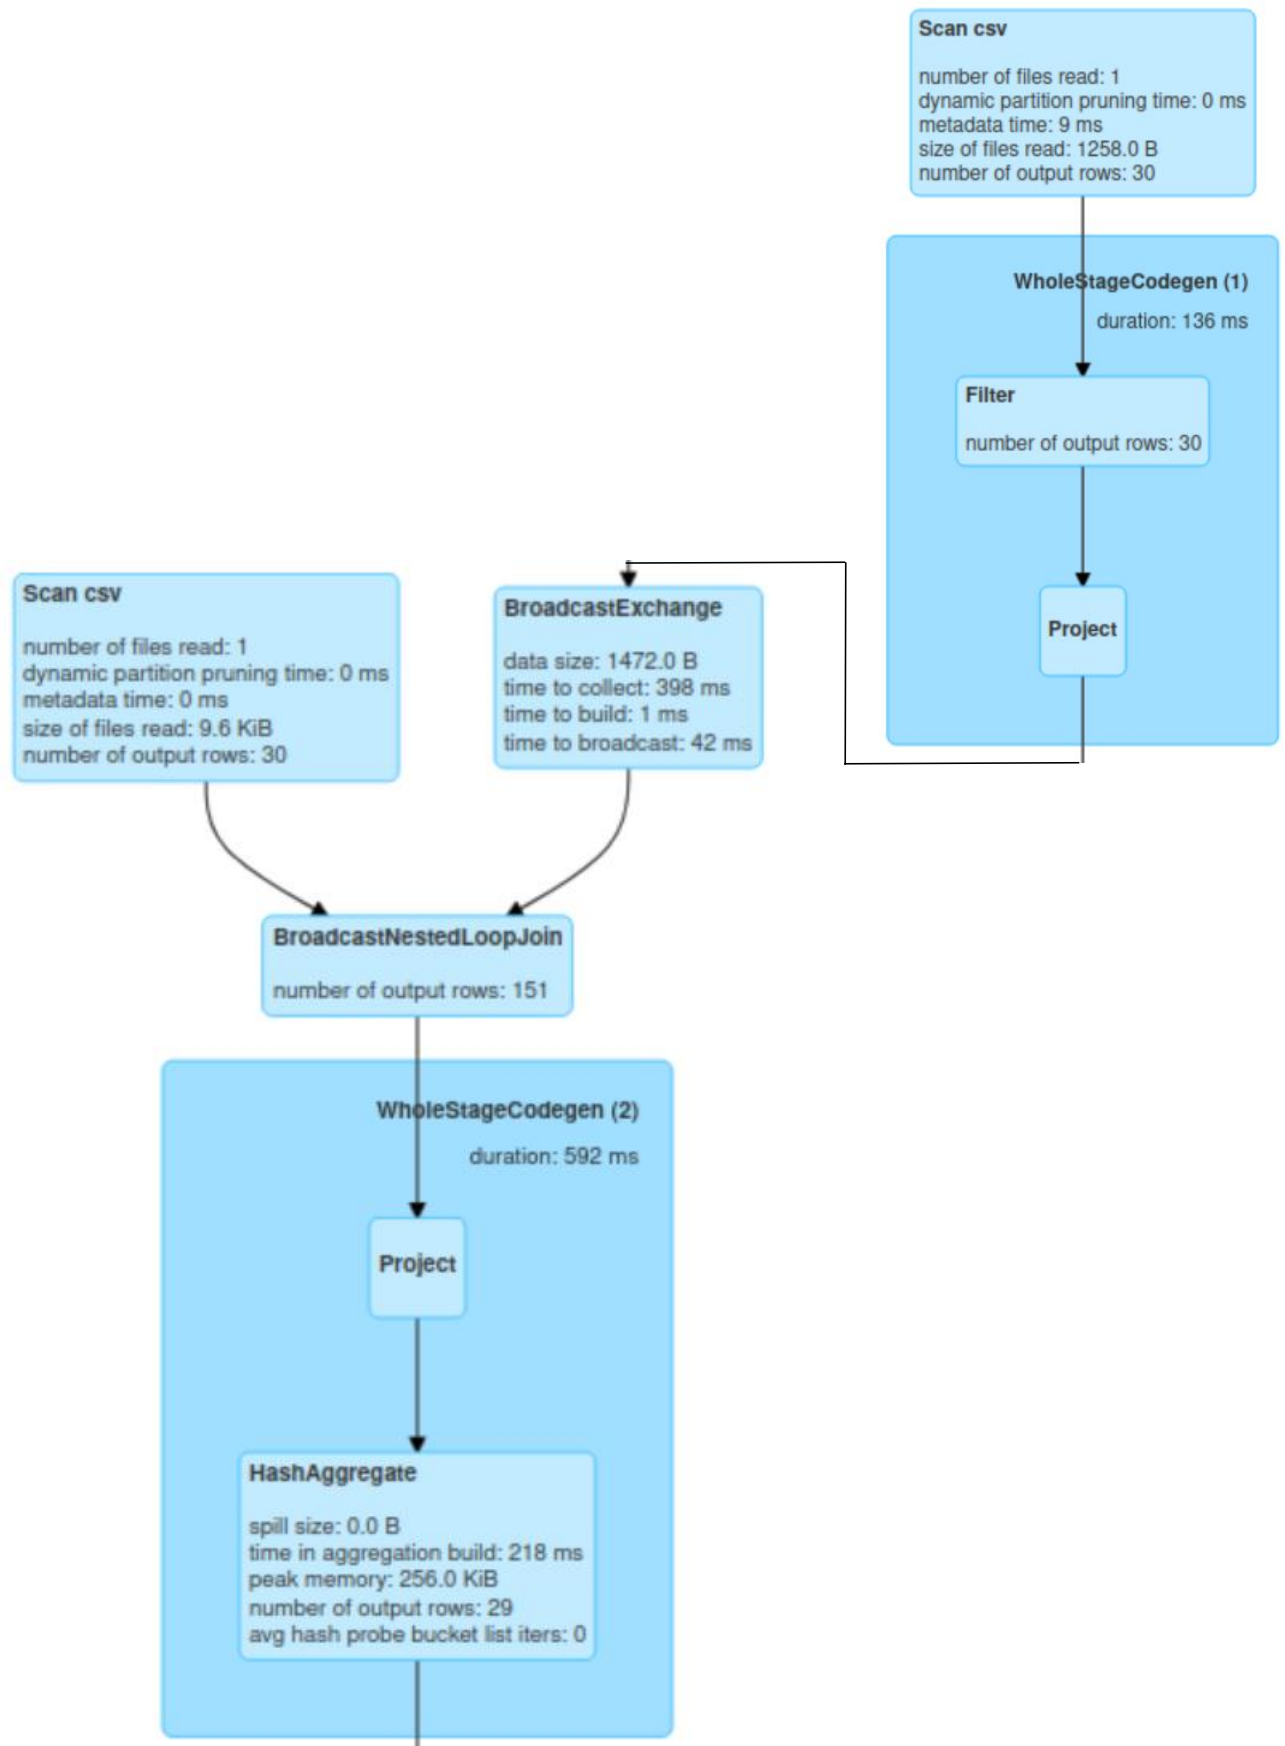 Scan csv
number of files read: 1
dynamic partition pruning time: 0 ms
metadata time: 9 ms
size of files read: 1258.0 B
number of output rows: 30
WholeStageCodegen (1)
duration: 136 ms
Filter
number of output rows: 30
Project
Scan csv
number of files read: 1
dynamic partition pruning time: 0 ms
metadata time: 0 ms
size of files read: 9.6 KiB
number of output rows: 30
BroadcastExchange
data size: 1472.0 B
time to collect: 398 ms
time to build: 1 ms
time to broadcast: 42 ms
BroadcastNestedLoopJoin
number of output rows: 151
WholeStageCodegen (2)
duration: 592 ms
Project
HashAggregate
spill size: 0.0 B
time in aggregation build: 218 ms
peak memory: 256.0 KiB
number of output rows: 29
avg hash probe bucket list iters: 0